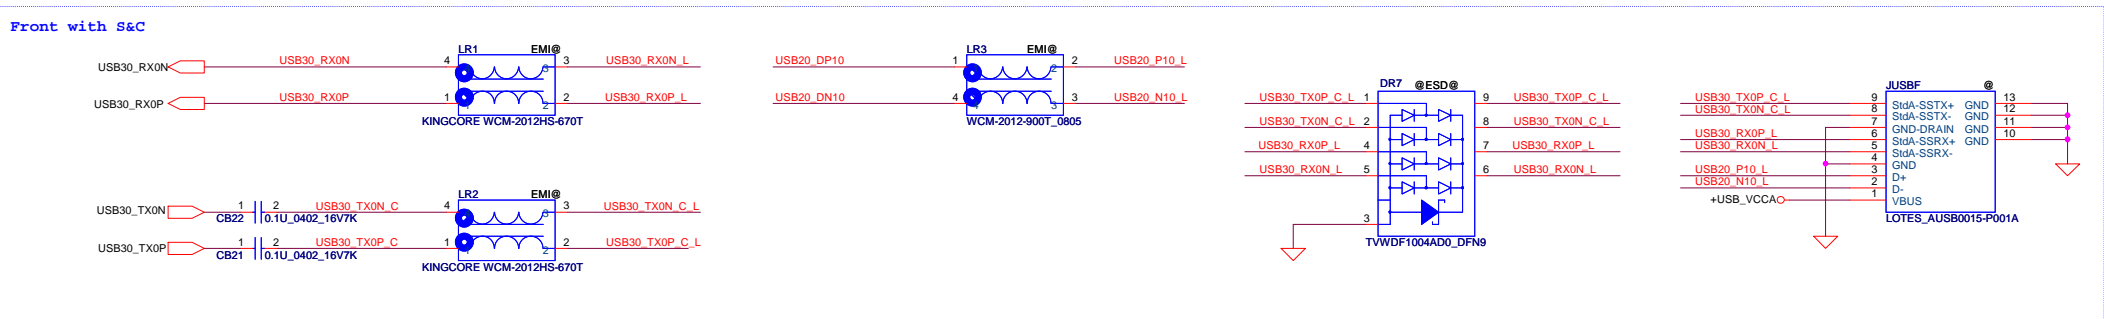 Front with S&C
LR1 EMI@
USB30_RX0N USB30_RX0N 4 3 3 USB30_RX0N_L
USB30_RX0P USB30_RX0P 1 2 2 USB30_RX0P_L
KINGCORE WCM-2012HS-670T
LR2 EMI@
USB30_TX0N 1 2 USB30_TX0N_C 4 3 3 USB30_TX0N_C_L
CB22 0.1U_0402_16V7K
USB30_TX0P 1 2 USB30_TX0P_C 1 2 2 USB30_TX0P_C_L
CB21 0.1U_0402_16V7K
KINGCORE WCM-2012HS-670T
LR3 EMI@
USB20_DP10 1 2 2 USB20_P10_L
USB20_DN10 4 3 3 USB20_N10_L
WCM-2012-900T_0805
DR7 @ESD@
USB30_TX0P_C_L 1 9 USB30_TX0P_C_L
USB30_TX0N_C_L 2 8 USB30_TX0N_C_L
USB30_RX0P_L 4 7 USB30_RX0P_L
USB30_RX0N_L 5 6 USB30_RX0N_L
3
TVWDF1004AD0_DFN9
JUSBF @
USB30_TX0P_C_L 9 StdA-SSTX+ GND 13
USB30_TX0N_C_L 8 StdA-SSTX- GND 12
7 GND-DRAIN GND 11
USB30_RX0P_L 6 StdA-SSRX+ GND 10
USB30_RX0N_L 5 StdA-SSRX-
4 GND
USB20_P10_L 3 D+
USB20_N10_L 2 D-
+USB_VCCA 1 VBUS
LOTES_AUSB0015-P001A